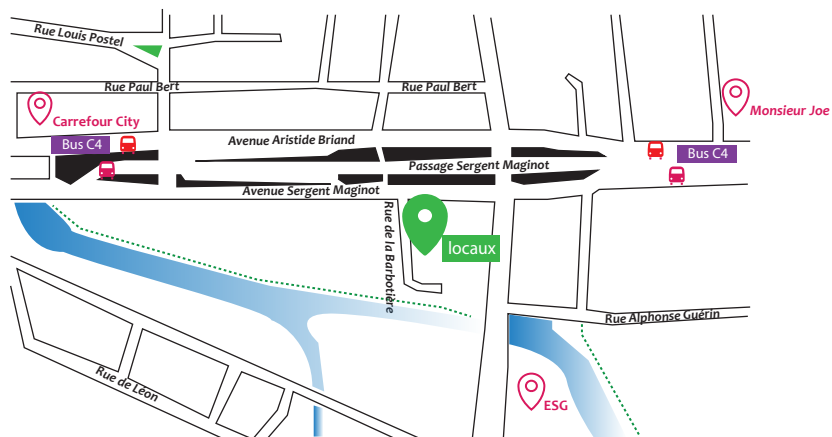 Rue Louis Postel
Rue Paul Bert
Rue Paul Bert
Carrefour City
Monsieur Joe
Bus C4
Avenue Aristide Briand
Bus C4
Passage Sergent Maginot
Avenue Sergent Maginot
Rue de la Barbotière
locaux
Rue Alphonse Guérin
Rue de Léon
ESG